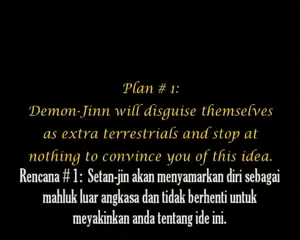 Plan # 1:
Demon-Jinn will disguise themselves
as extra terrestrials and stop at
nothing to convince you of this idea.
Rencana # 1: Setan-jin akan menyamarkan diri sebagai
mahluk luar angkasa dan tidak berhenti untuk
meyakinkan anda tentang ide ini.